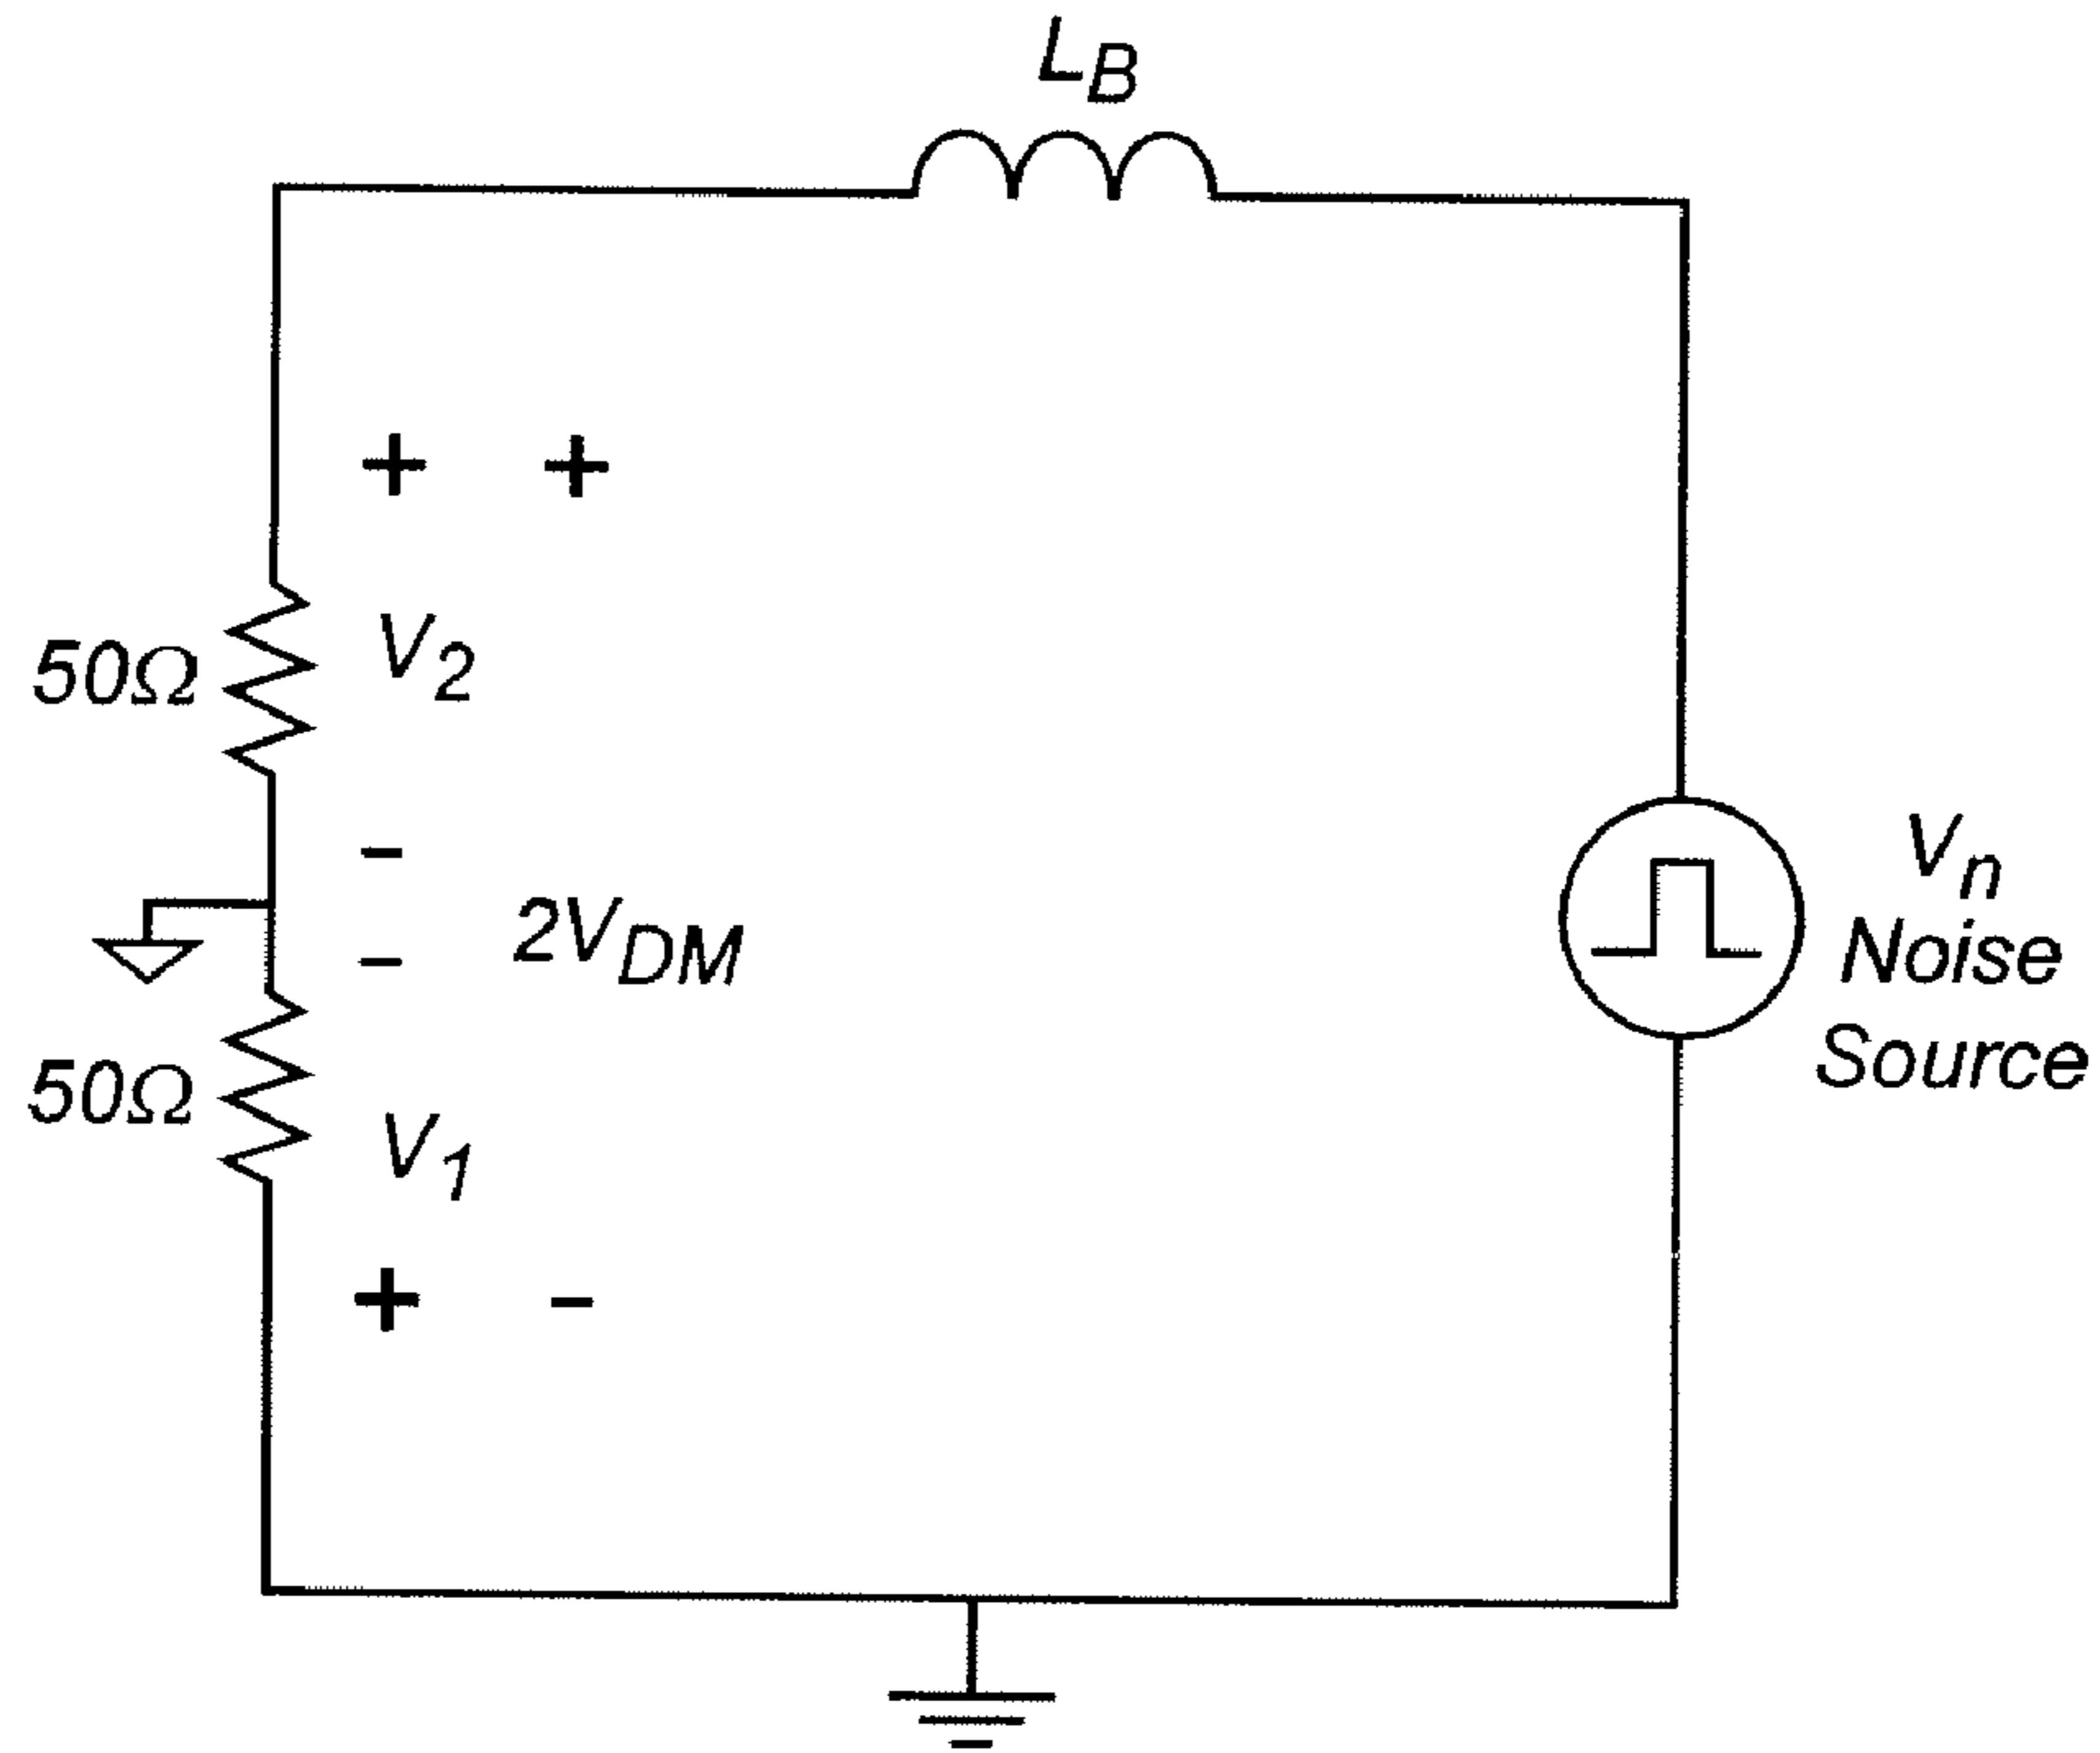 L_B
+ +
50Ω V_2
-
2V_DM
-
50Ω V_1
+ -
V_n
Noise
Source